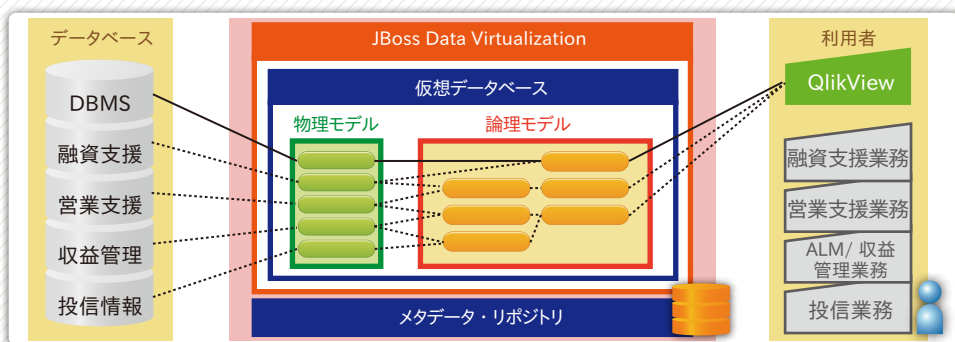 データベース
DBMS
融資支援
営業支援
収益管理
投信情報
JBoss Data Virtualization
仮想データベース
物理モデル
論理モデル
メタデータ・リポジトリ
利用者
QlikView
融資支援業務
営業支援業務
ALM/ 収益
管理業務
投信業務